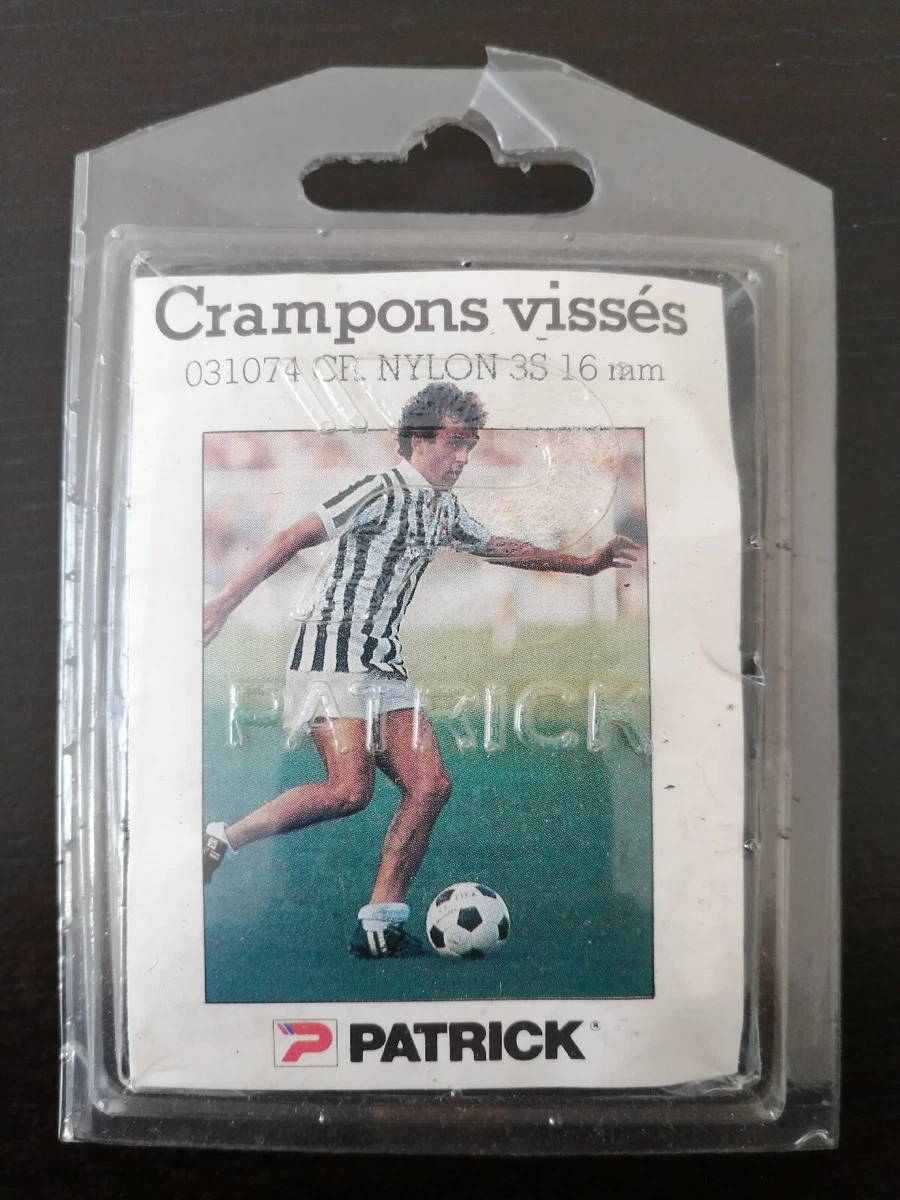 Crampons vissés
031074 CR. NYLON 3S 16 mm
PATRICK
PATRICK®